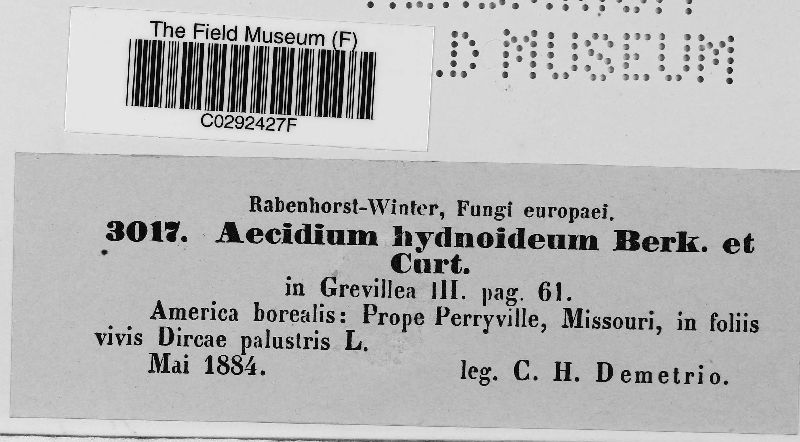 The Field Museum (F)
C0292427F
D MUSEUM
Rabenhorst-Winter, Fungi europaei.
3017. Aecidium hydnoideum Berk. et
Curt.
in Grevillea III. pag. 61.
America borealis: Prope Perryville, Missouri, in foliis
vivis Dircae palustris L.
Mai 1884. leg. C. H. Demetrio.